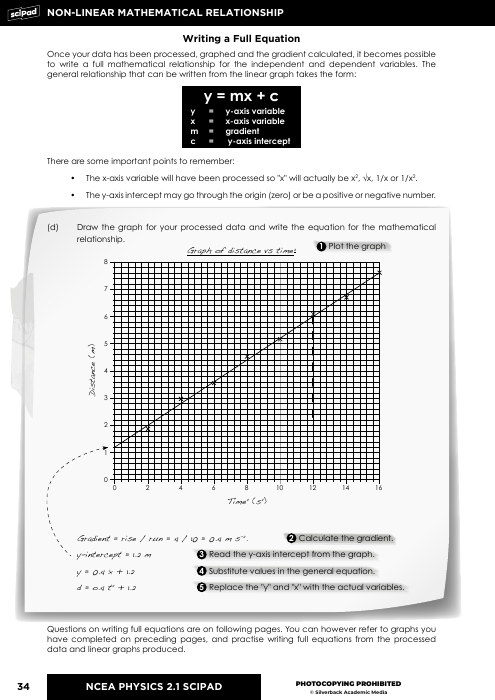 scipad NON-LINEAR MATHEMATICAL RELATIONSHIP
Writing a Full Equation
Once your data has been processed, graphed and the gradient calculated, it becomes possible
to write a full mathematical relationship for the independent and dependent variables. The
general relationship that can be written from the linear graph takes the form:
y = mx + c
y = y-axis variable
x = x-axis variable
m = gradient
c = y-axis intercept
There are some important points to remember:
• The x-axis variable will have been processed so "x" will actually be x², √x, 1/x or 1/x².
• The y-axis intercept may go through the origin (zero) or be a positive or negative number.
(d) Draw the graph for your processed data and write the equation for the mathematical
relationship.
Graph of distance vs time²
1 Plot the graph
8
7
6
5
4
3
2
1
0
Distance (m)
0 2 4 6 8 10 12 14 16
Time² (s²)
Gradient = rise / run = 4 / 10 = 0.4 m s⁻².
2 Calculate the gradient.
y-intercept = 1.2 m
3 Read the y-axis intercept from the graph.
y = 0.4 x + 1.2
4 Substitute values in the general equation.
d = 0.4 t² + 1.2
5 Replace the "y" and "x" with the actual variables.
Questions on writing full equations are on following pages. You can however refer to graphs you
have completed on preceding pages, and practise writing full equations from the processed
data and linear graphs produced.
34 NCEA PHYSICS 2.1 SCIPAD
PHOTOCOPYING PROHIBITED
© Silverback Academic Media